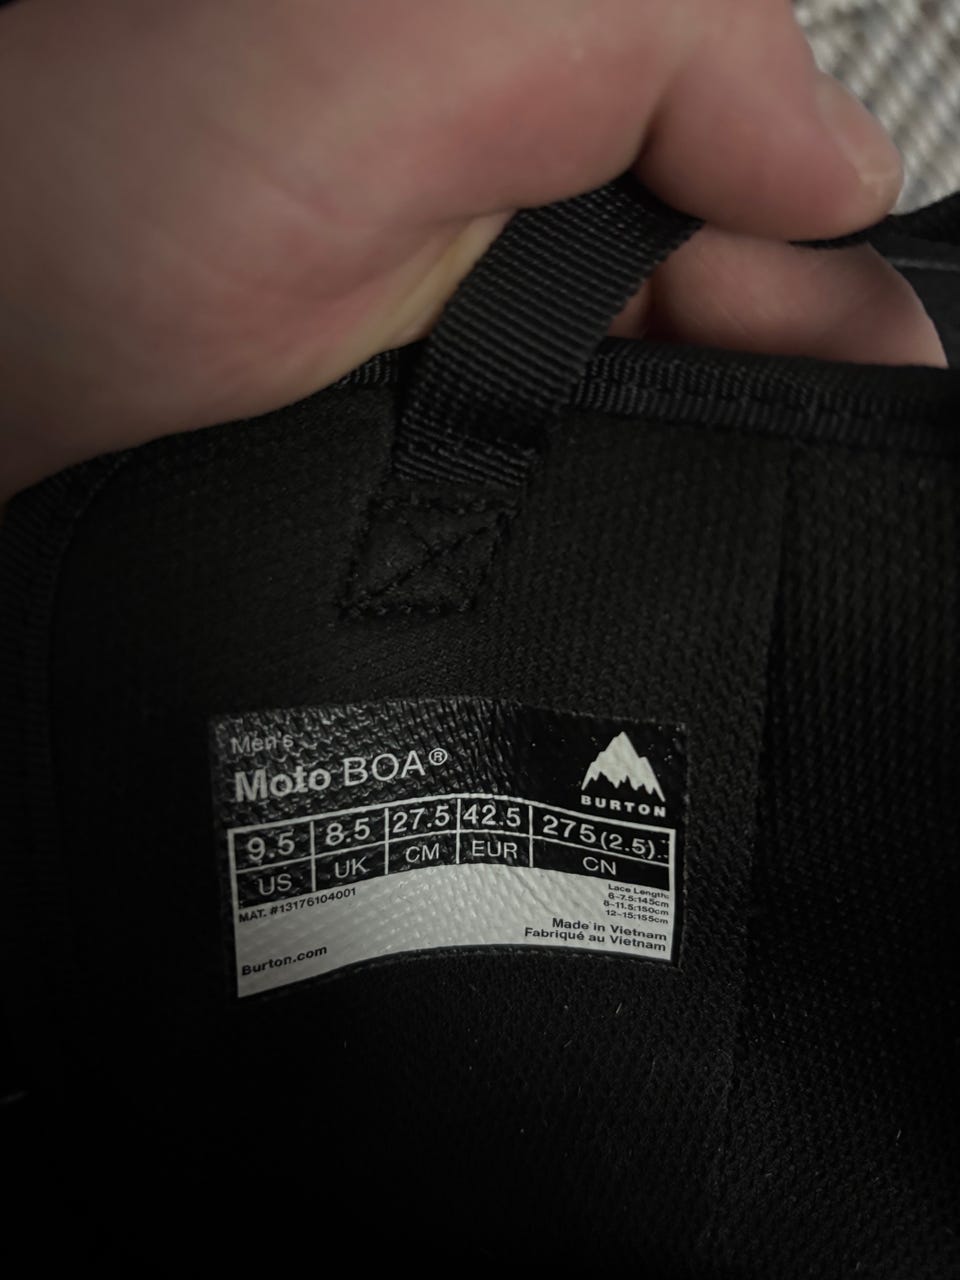 Men's
Moto BOA®
BURTON
9.5 8.5 27.5 42.5 275(2.5)
US UK CM EUR CN
MAT. #13176104001
Lace Length:
6-7.5:145cm
8-11.5:150cm
12-15:155cm
Made in Vietnam
Fabriqué au Vietnam
Burton.com